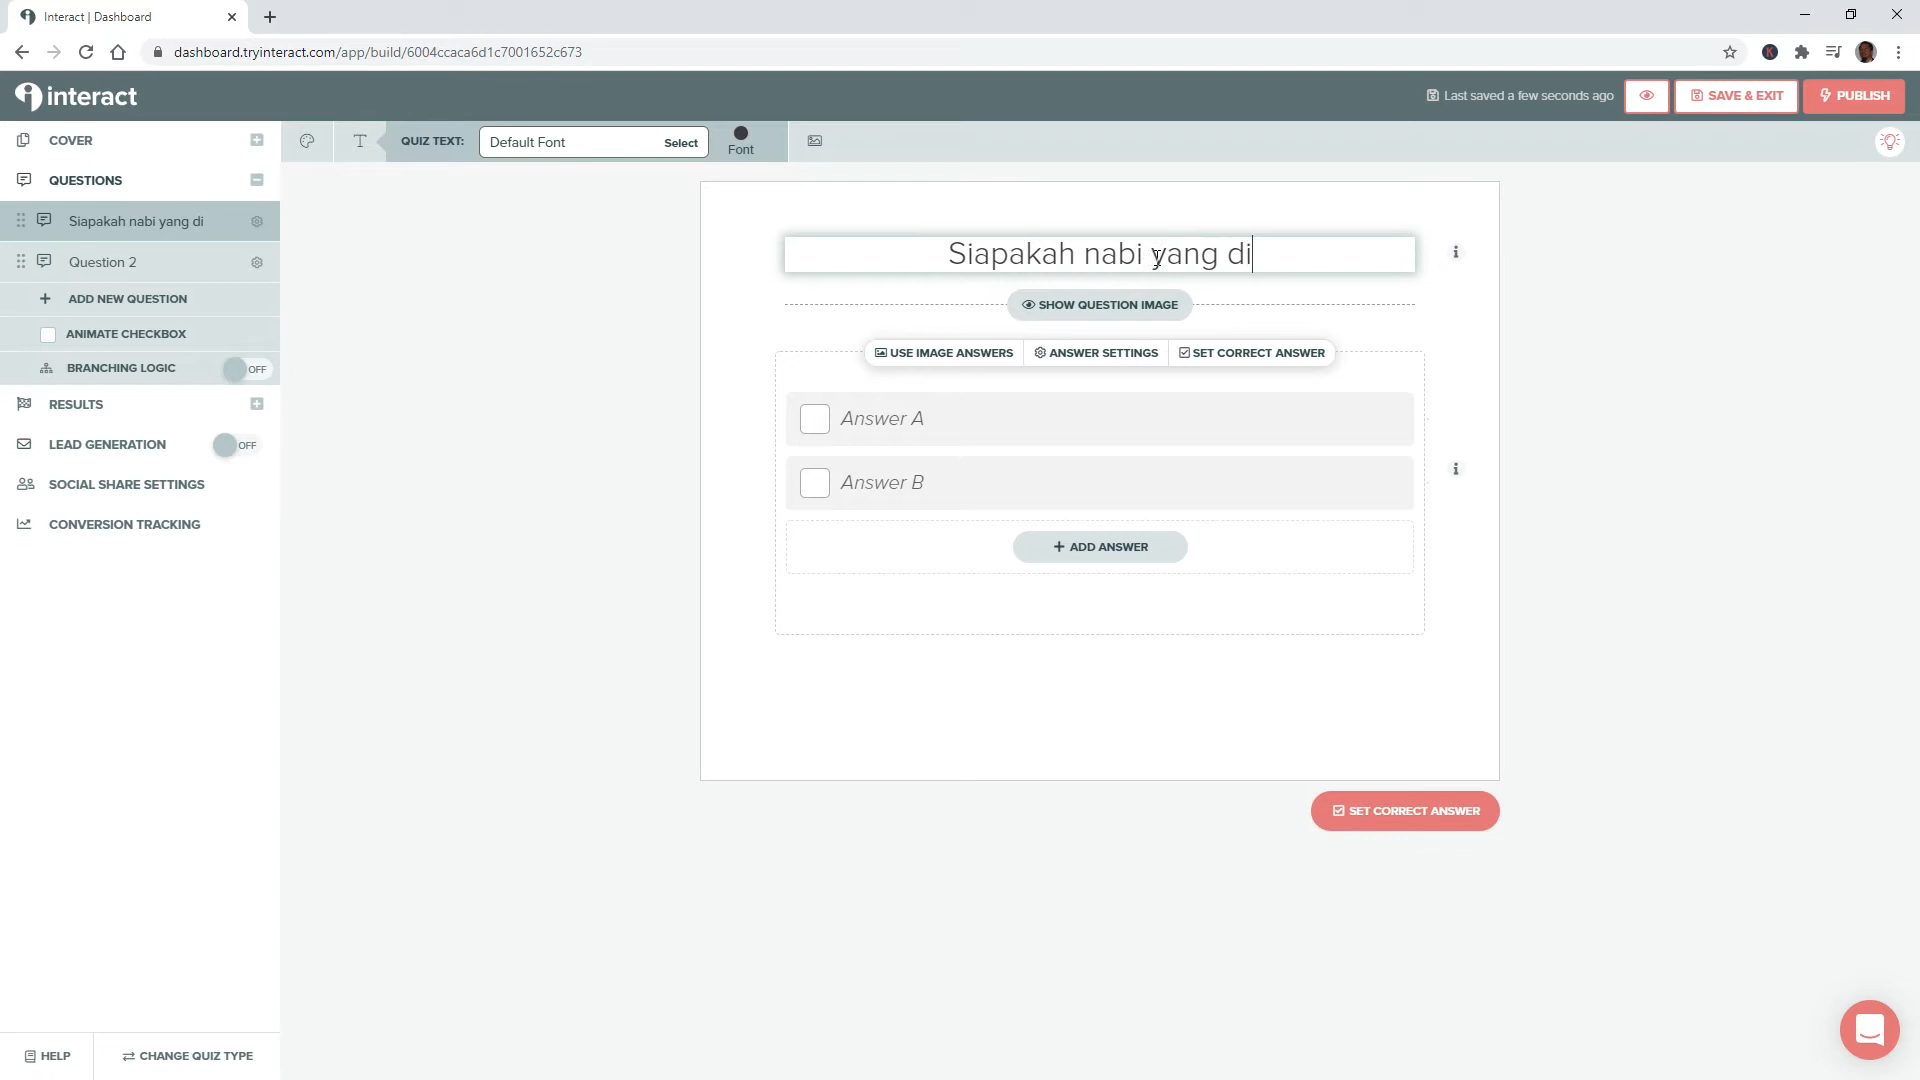 Interact | Dashboard
dashboard.tryinteract.com/app/build/6004ccaca6d1c7001652c673
K
interact
Last saved a few seconds ago
SAVE & EXIT
PUBLISH
COVER
QUIZ TEXT:
Default Font
Select
Font
QUESTIONS
Siapakah nabi yang di
Question 2
ADD NEW QUESTION
ANIMATE CHECKBOX
BRANCHING LOGIC
OFF
RESULTS
LEAD GENERATION
OFF
SOCIAL SHARE SETTINGS
CONVERSION TRACKING
Siapakah nabi yang di
SHOW QUESTION IMAGE
USE IMAGE ANSWERS
ANSWER SETTINGS
SET CORRECT ANSWER
Answer A
Answer B
+ ADD ANSWER
SET CORRECT ANSWER
HELP
CHANGE QUIZ TYPE